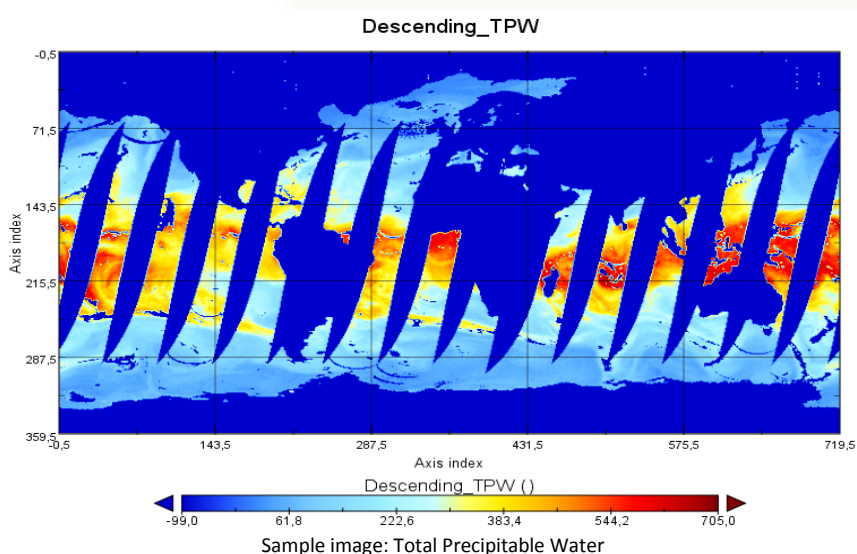 Descending_TPW
-0,5
71,5
143,5
215,5
287,5
359,5
Axis index
-0,5 143,5 287,5 431,5 575,5 719,5
Axis index
Descending_TPW ()
-99,0 61,8 222,6 383,4 544,2 705,0
Sample image: Total Precipitable Water